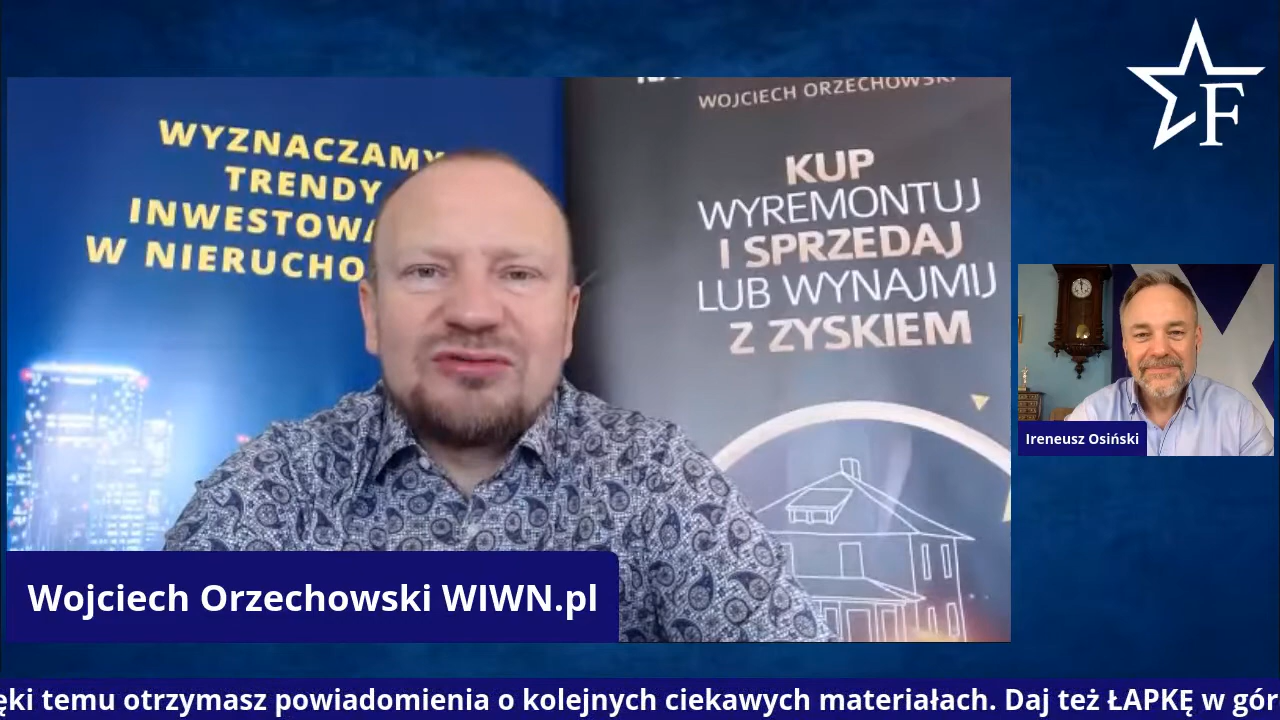 WYZNACZAMY
TRENDY
INWESTOWA
W NIERUCHO
WOJCIECH ORZECHOWSKI
KUP
WYREMONTUJ
I SPRZEDAJ
LUB WYNAJMIJ
Z ZYSKIEM
F
Ireneusz Osiński
Wojciech Orzechowski WIWN.pl
ęki temu otrzymasz powiadomienia o kolejnych ciekawych materiałach. Daj też ŁAPKĘ w gór